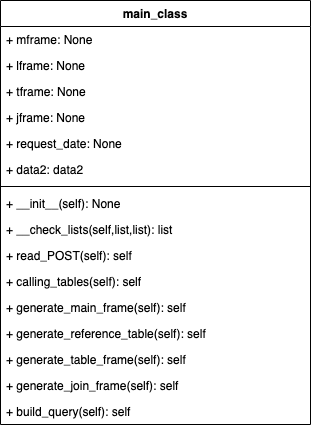 main_class
+ mframe: None
+ lframe: None
+ tframe: None
+ jframe: None
+ request_date: None
+ data2: data2
+ __init__(self): None
+ __check_lists(self,list,list): list
+ read_POST(self): self
+ calling_tables(self): self
+ generate_main_frame(self): self
+ generate_reference_table(self): self
+ generate_table_frame(self): self
+ generate_join_frame(self): self
+ build_query(self): self